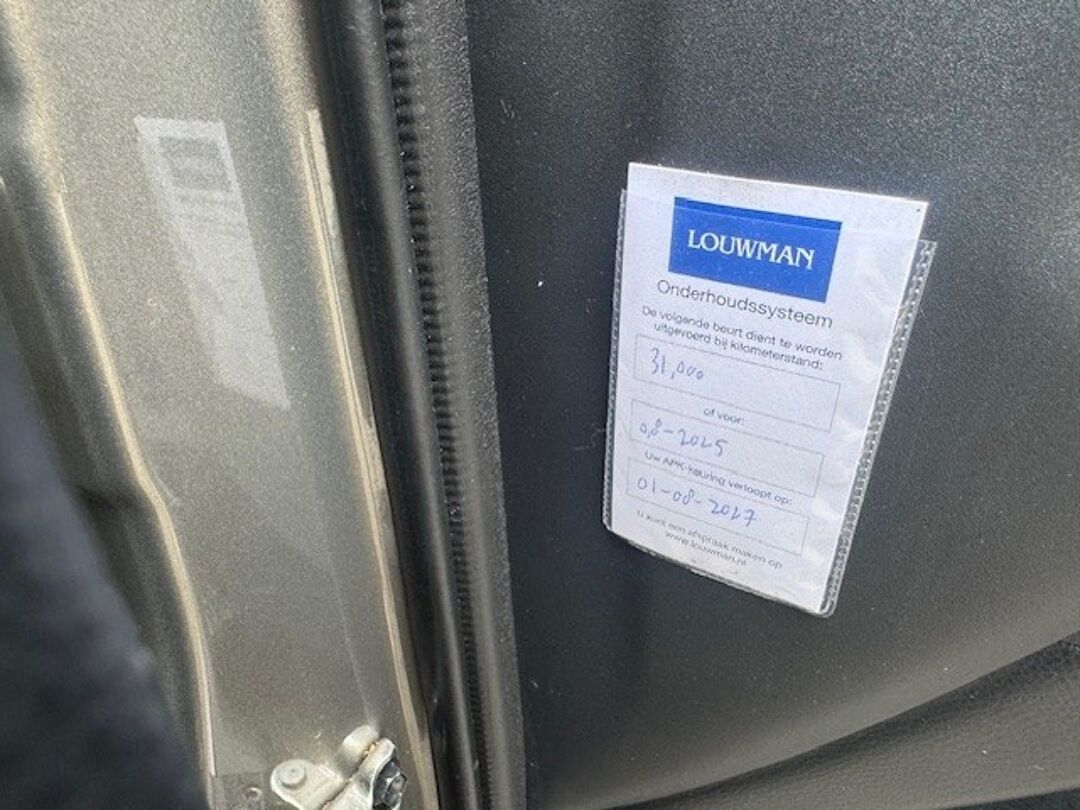 LOUWMAN
Onderhoudssysteem
De volgende beurt dient te worden
uitgevoerd bij kilometerstand:
31,000
of voor:
08-2025
Uw APK-keuring verloopt op:
01-08-2027
U kunt een afspraak maken op
www.louwman.nl